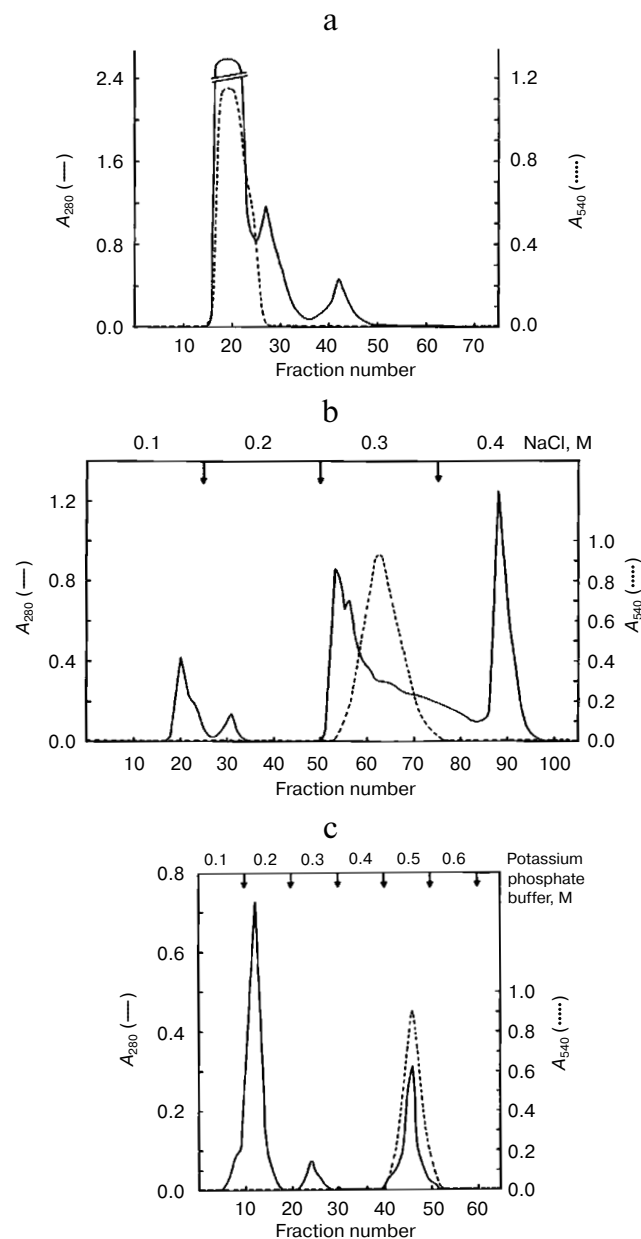 a
2.4
1.6
0.8
0.0
A280 (—)
1.2
0.8
0.4
0.0
A540 (.....)
10 20 30 40 50 60 70
Fraction number
b
0.1 0.2 0.3 0.4 NaCl, M
1.2
0.8
0.4
0.0
A280 (—)
1.0
0.8
0.6
0.4
0.2
0.0
A540 (.....)
10 20 30 40 50 60 70 80 90 100
Fraction number
c
0.1 0.2 0.3 0.4 0.5 0.6 Potassium
phosphate
buffer, M
0.8
0.6
0.4
0.2
0.0
A280 (—)
1.0
0.8
0.6
0.4
0.2
0.0
A540 (.....)
10 20 30 40 50 60
Fraction number